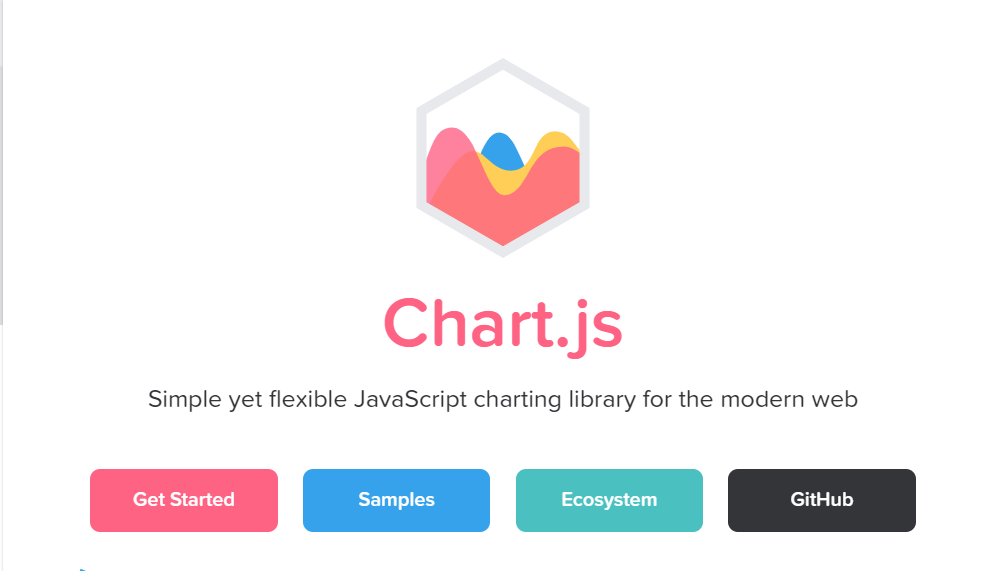 Chart.js
Simple yet flexible JavaScript charting library for the modern web
Get Started
Samples
Ecosystem
GitHub